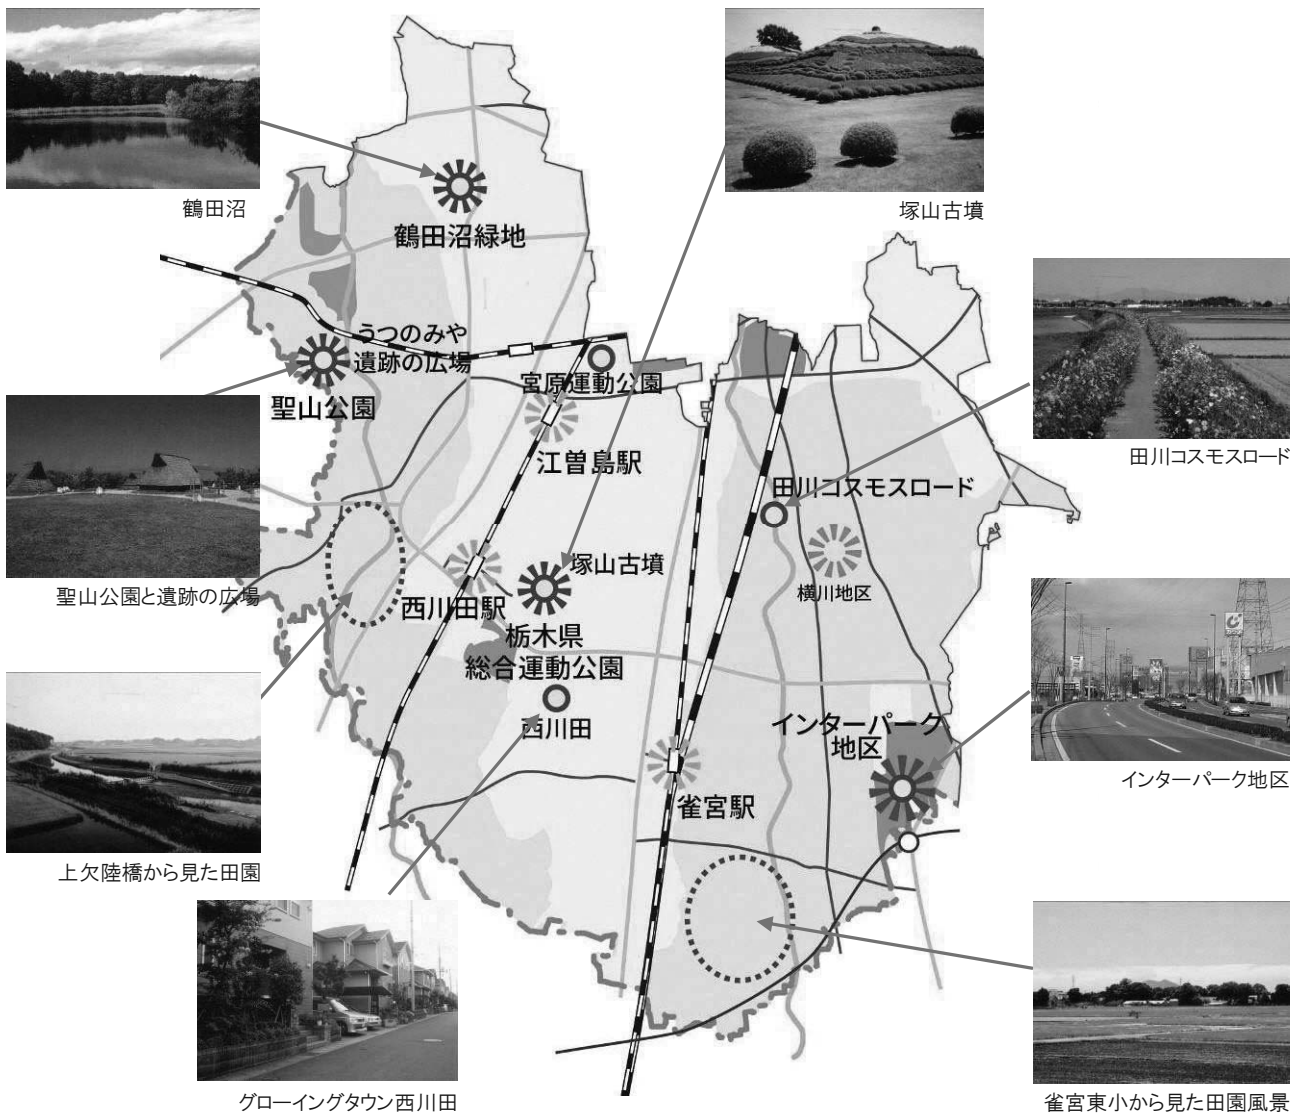 鶴田沼
塚山古墳
鶴田沼緑地
うつのみや
遺跡の広場
宮原運動公園
聖山公園
江曽島駅
田川コスモスロード
田川コスモスロード
塚山古墳
聖山公園と遺跡の広場
西川田駅
横川地区
栃木県
総合運動公園
西川田
インターパーク
地区
インターパーク地区
雀宮駅
上欠陸橋から見た田園
グローイングタウン西川田
雀宮東小から見た田園風景